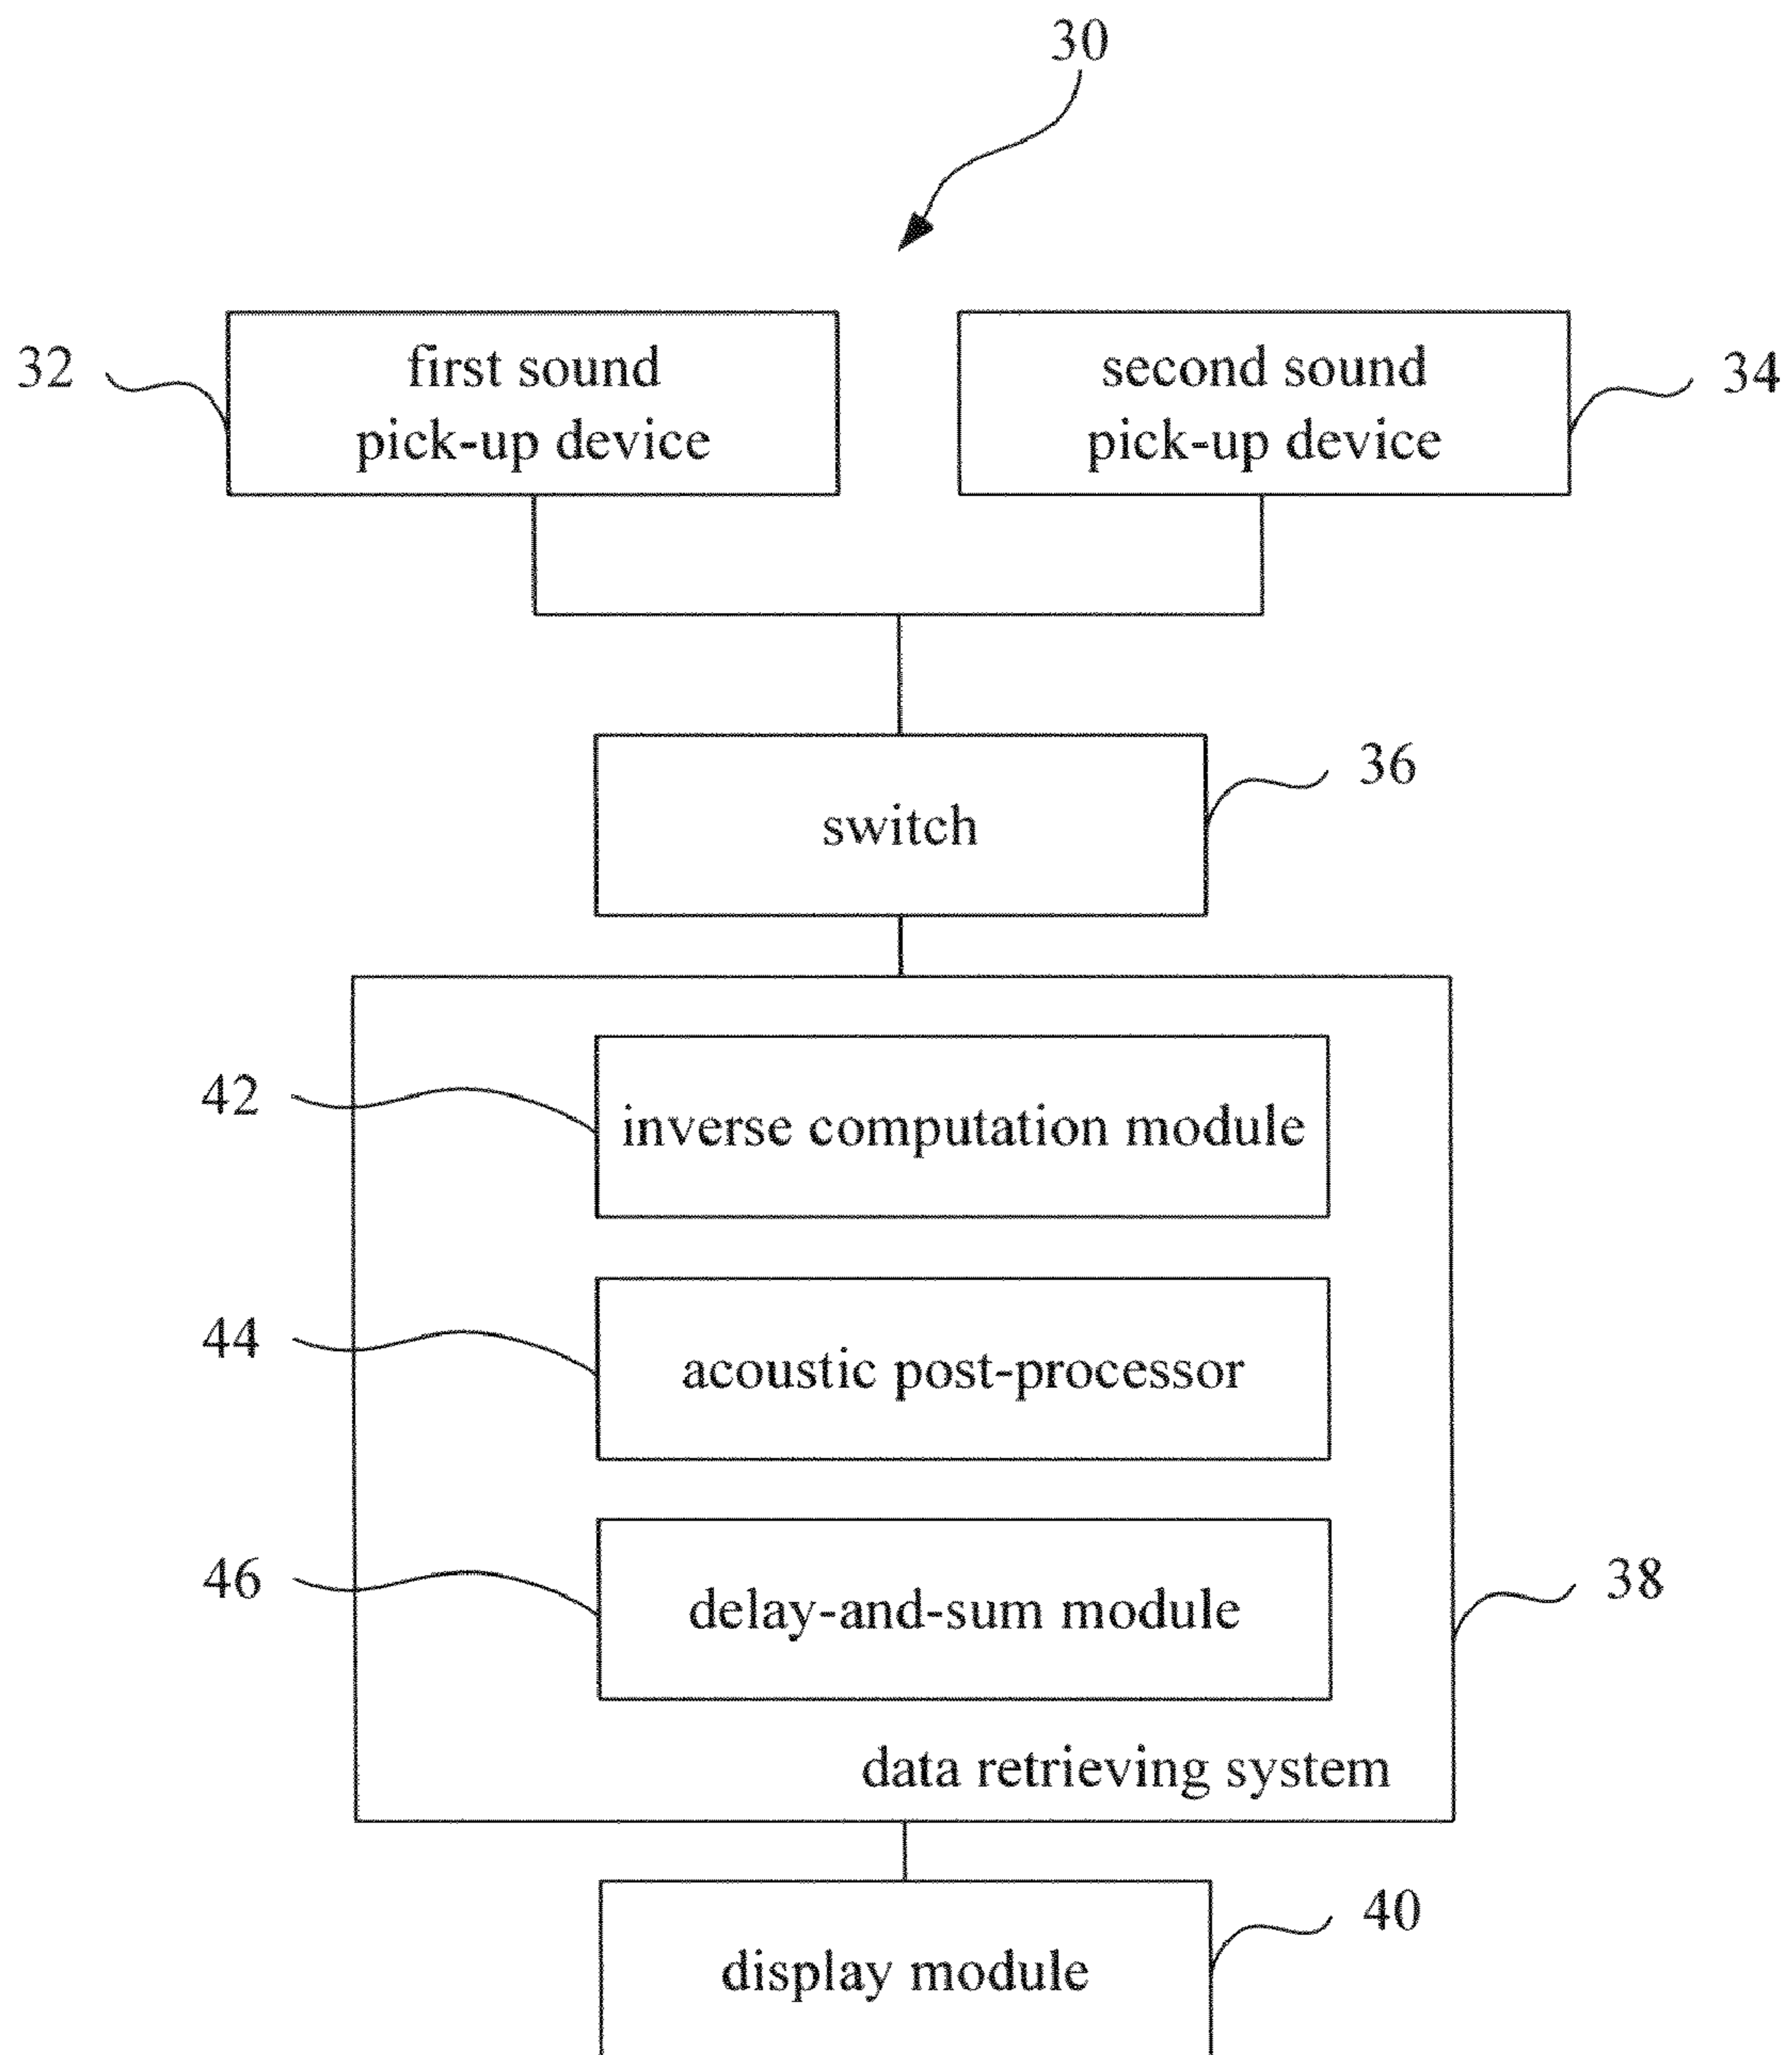 30
32
first sound
pick-up device
second sound
pick-up device
34
switch
36
42
inverse computation module
44
acoustic post-processor
46
delay-and-sum module
38
data retrieving system
display module
40